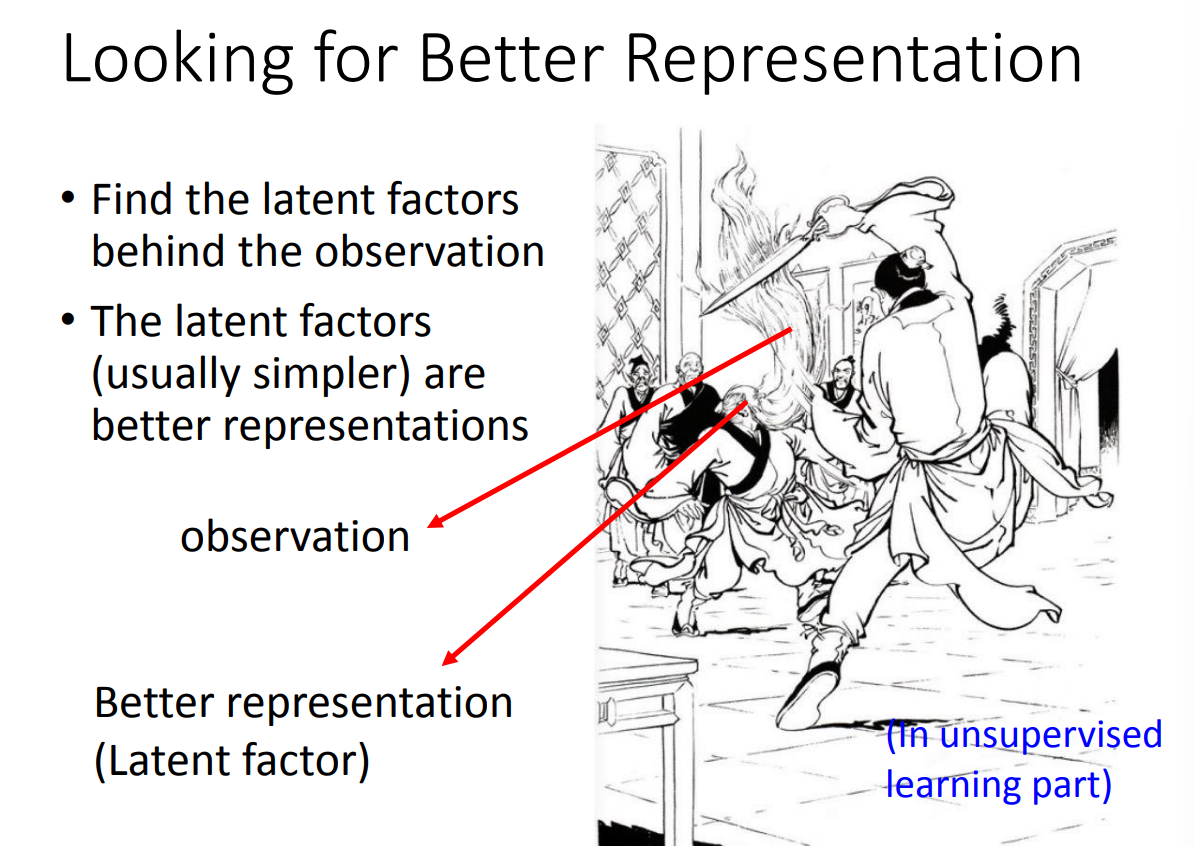 Looking for Better Representation
• Find the latent factors
behind the observation
• The latent factors
(usually simpler) are
better representations
observation
Better representation
(Latent factor)
(In unsupervised
learning part)